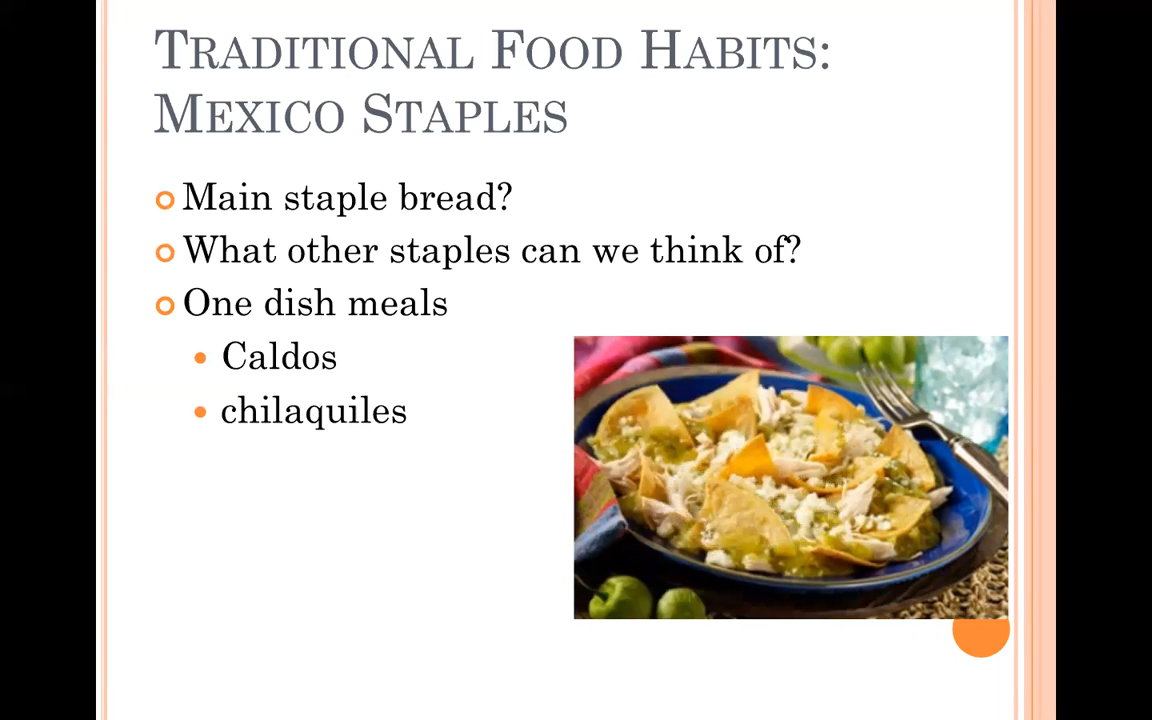 Traditional Food Habits:
Mexico Staples
Main staple bread?
What other staples can we think of?
One dish meals
Caldos
chilaquiles